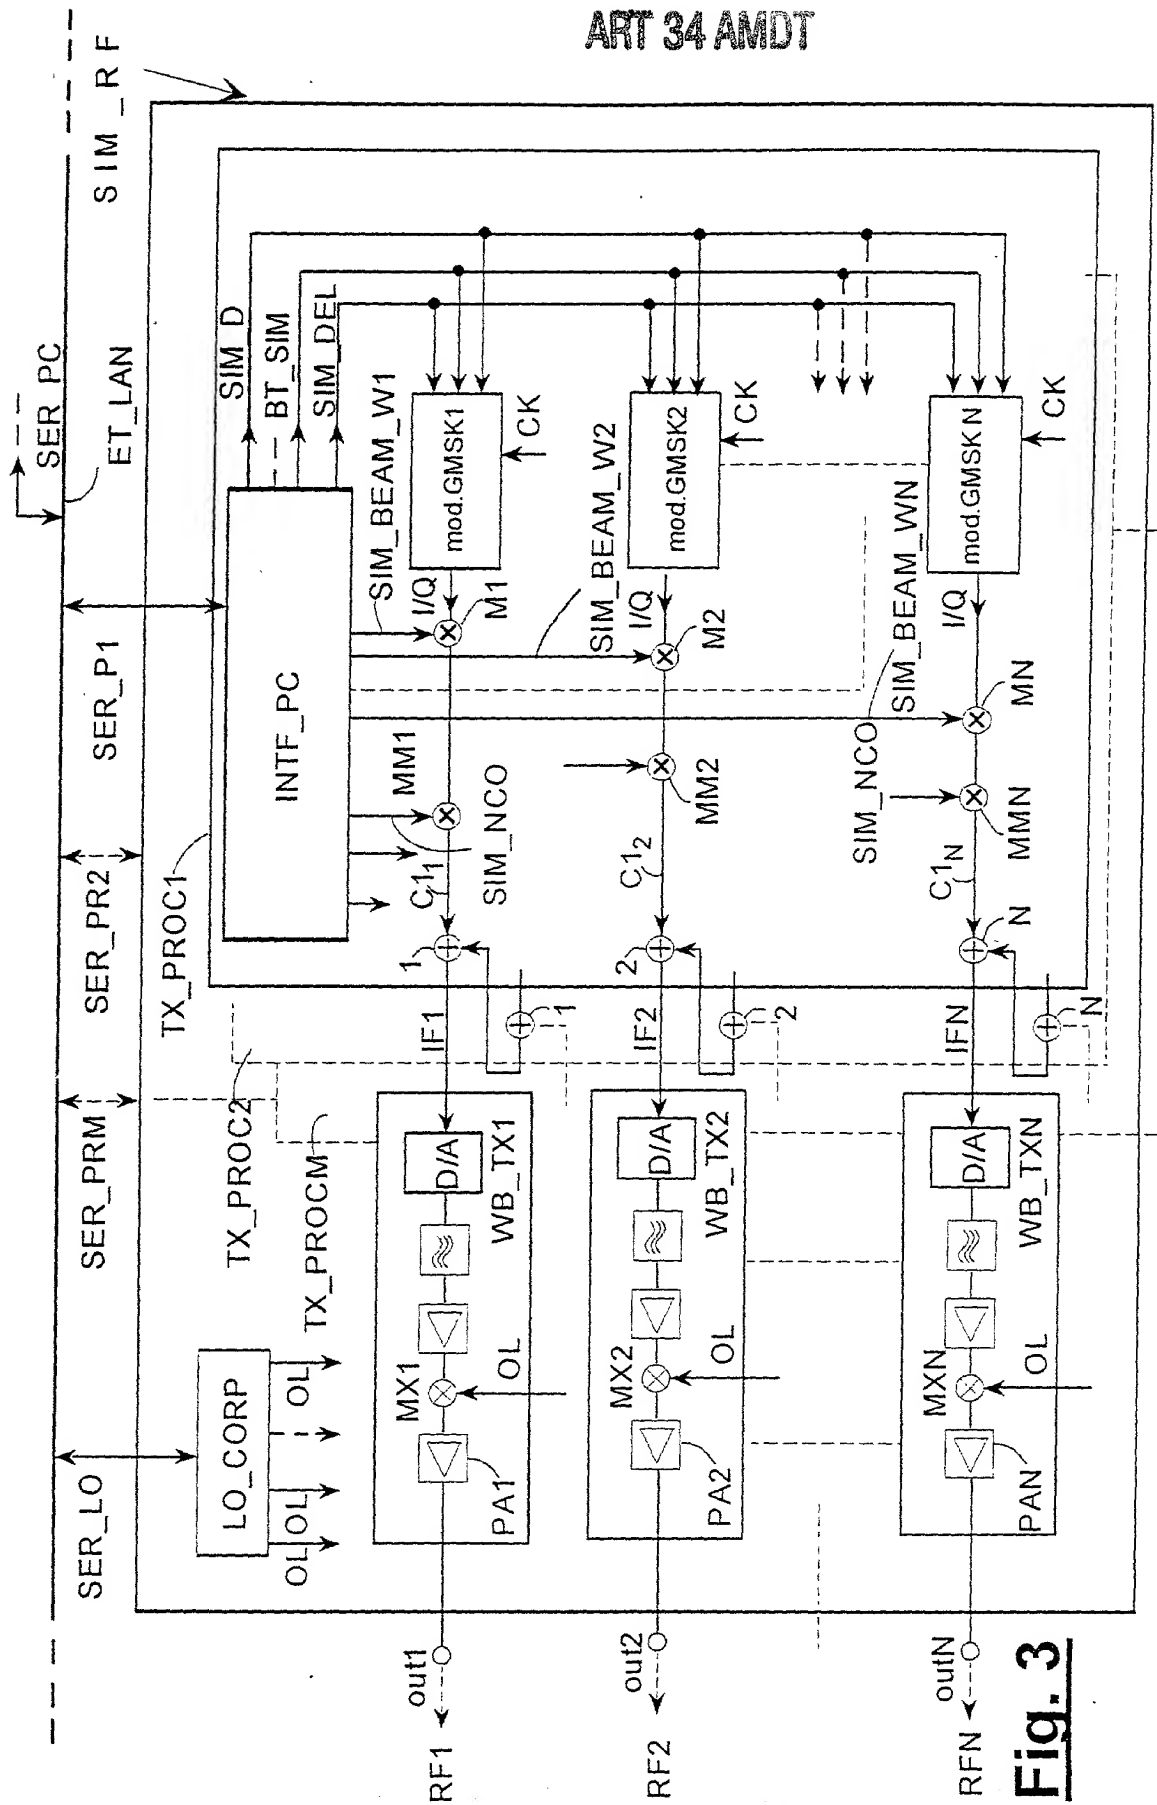 ART 34 AMDT
SIM_RF
SER_PC
ET_LAN
SER_P1
SER_PR2
SER_PRM
SER_LO
TX_PROC1
TX_PROC2
TX_PROCM
INTF_PC
LO_CORP
OL
OL
OL
SIM_D
BT_SIM
SIM_DEL
SIM_BEAM_W1
mod.GMSK1
CK
I/Q
M1
MM1
SIM_NCO
C1₁
1
IF1
1
D/A
WB_TX1
MX1
OL
PA1
out1
RF1
SIM_BEAM_W2
mod.GMSK2
CK
I/Q
M2
MM2
C1₂
2
IF2
2
D/A
WB_TX2
MX2
OL
PA2
out2
RF2
SIM_BEAM_WN
mod.GMSK N
CK
I/Q
MN
SIM_NCO
MMN
C1N
N
IFN
N
D/A
WB_TXN
MXN
OL
PAN
outN
RFN
Fig. 3